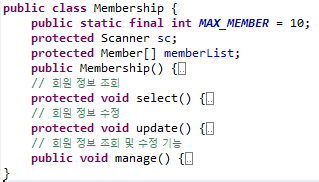 public class Membership {
public static final int MAX_MEMBER = 10;
protected Scanner sc;
protected Member[] memberList;
public Membership() {
// 회원 정보 조회
protected void select() {
// 회원 정보 수정
protected void update() {
// 회원 정보 조회 및 수정 기능
public void manage() {
}